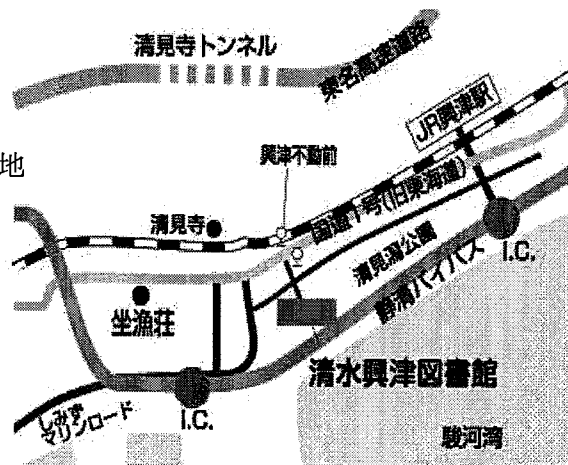 清見寺トンネル
東名高速道路
JR興津駅
地
興津不動前
国道1号(旧東海道)
清見寺
清見潟公園
I.C.
静清バイパス
坐漁荘
清水興津図書館
しみず
マリンロード
I.C.
駿河湾